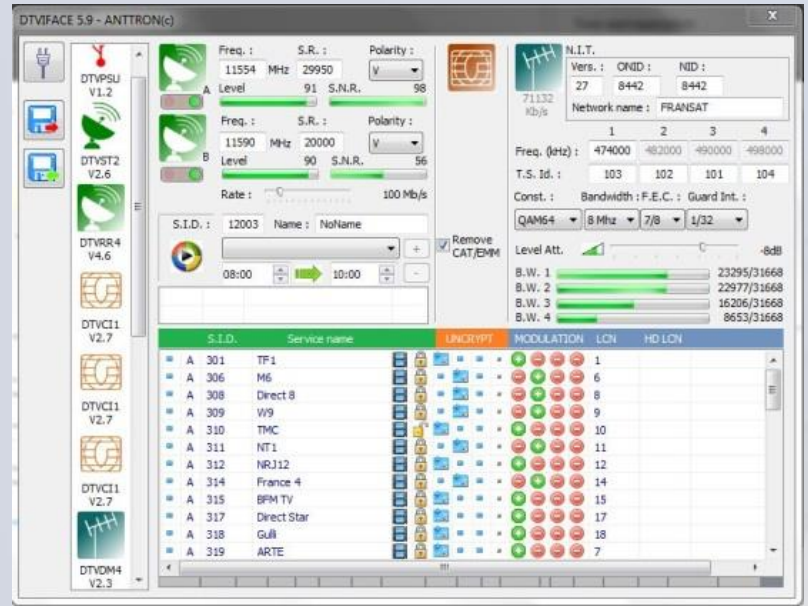 DTVIFACE 5.9 - ANTTRON(c)
DTVPSU
V1.2
DTVST2
V2.6
DTVRR4
V4.6
DTVCI1
V2.7
DTVCI1
V2.7
DTVCI1
V2.7
DTVDM4
V2.3
Freq. : S.R. : Polarity :
11554 MHz 29950 V
A Level 91 S.N.R. 98
Freq. : S.R. : Polarity :
11590 MHz 20000 V
B Level 90 S.N.R. 56
Rate : 100 Mb/s
S.I.D. : 12003 Name : NoName
+
08:00 10:00 -
Remove
CAT/EMM
71132
Kb/s
N.I.T.
Vers. : ONID : NID :
27 8442 8442
Network name : FRANSAT
1 2 3 4
Freq. (kHz) : 474000 482000 490000 498000
T.S. Id. : 103 102 101 104
Const. : Bandwidth : F.E.C. : Guard Int. :
QAM64 8 Mhz 7/8 1/32
Level Att. -8dB
B.W. 1 23295/31668
B.W. 2 22977/31668
B.W. 3 16206/31668
B.W. 4 8653/31668
S.I.D. Service name UNCRYPT MODULATION LCN HD LCN
A 301 TF1 1
A 306 M6 6
A 308 Direct 8 8
A 309 W9 9
A 310 TMC 10
A 311 NT1 11
A 312 NRJ12 12
A 314 France 4 14
A 315 BFM TV 15
A 317 Direct Star 17
A 318 Gulli 18
A 319 ARTE 7